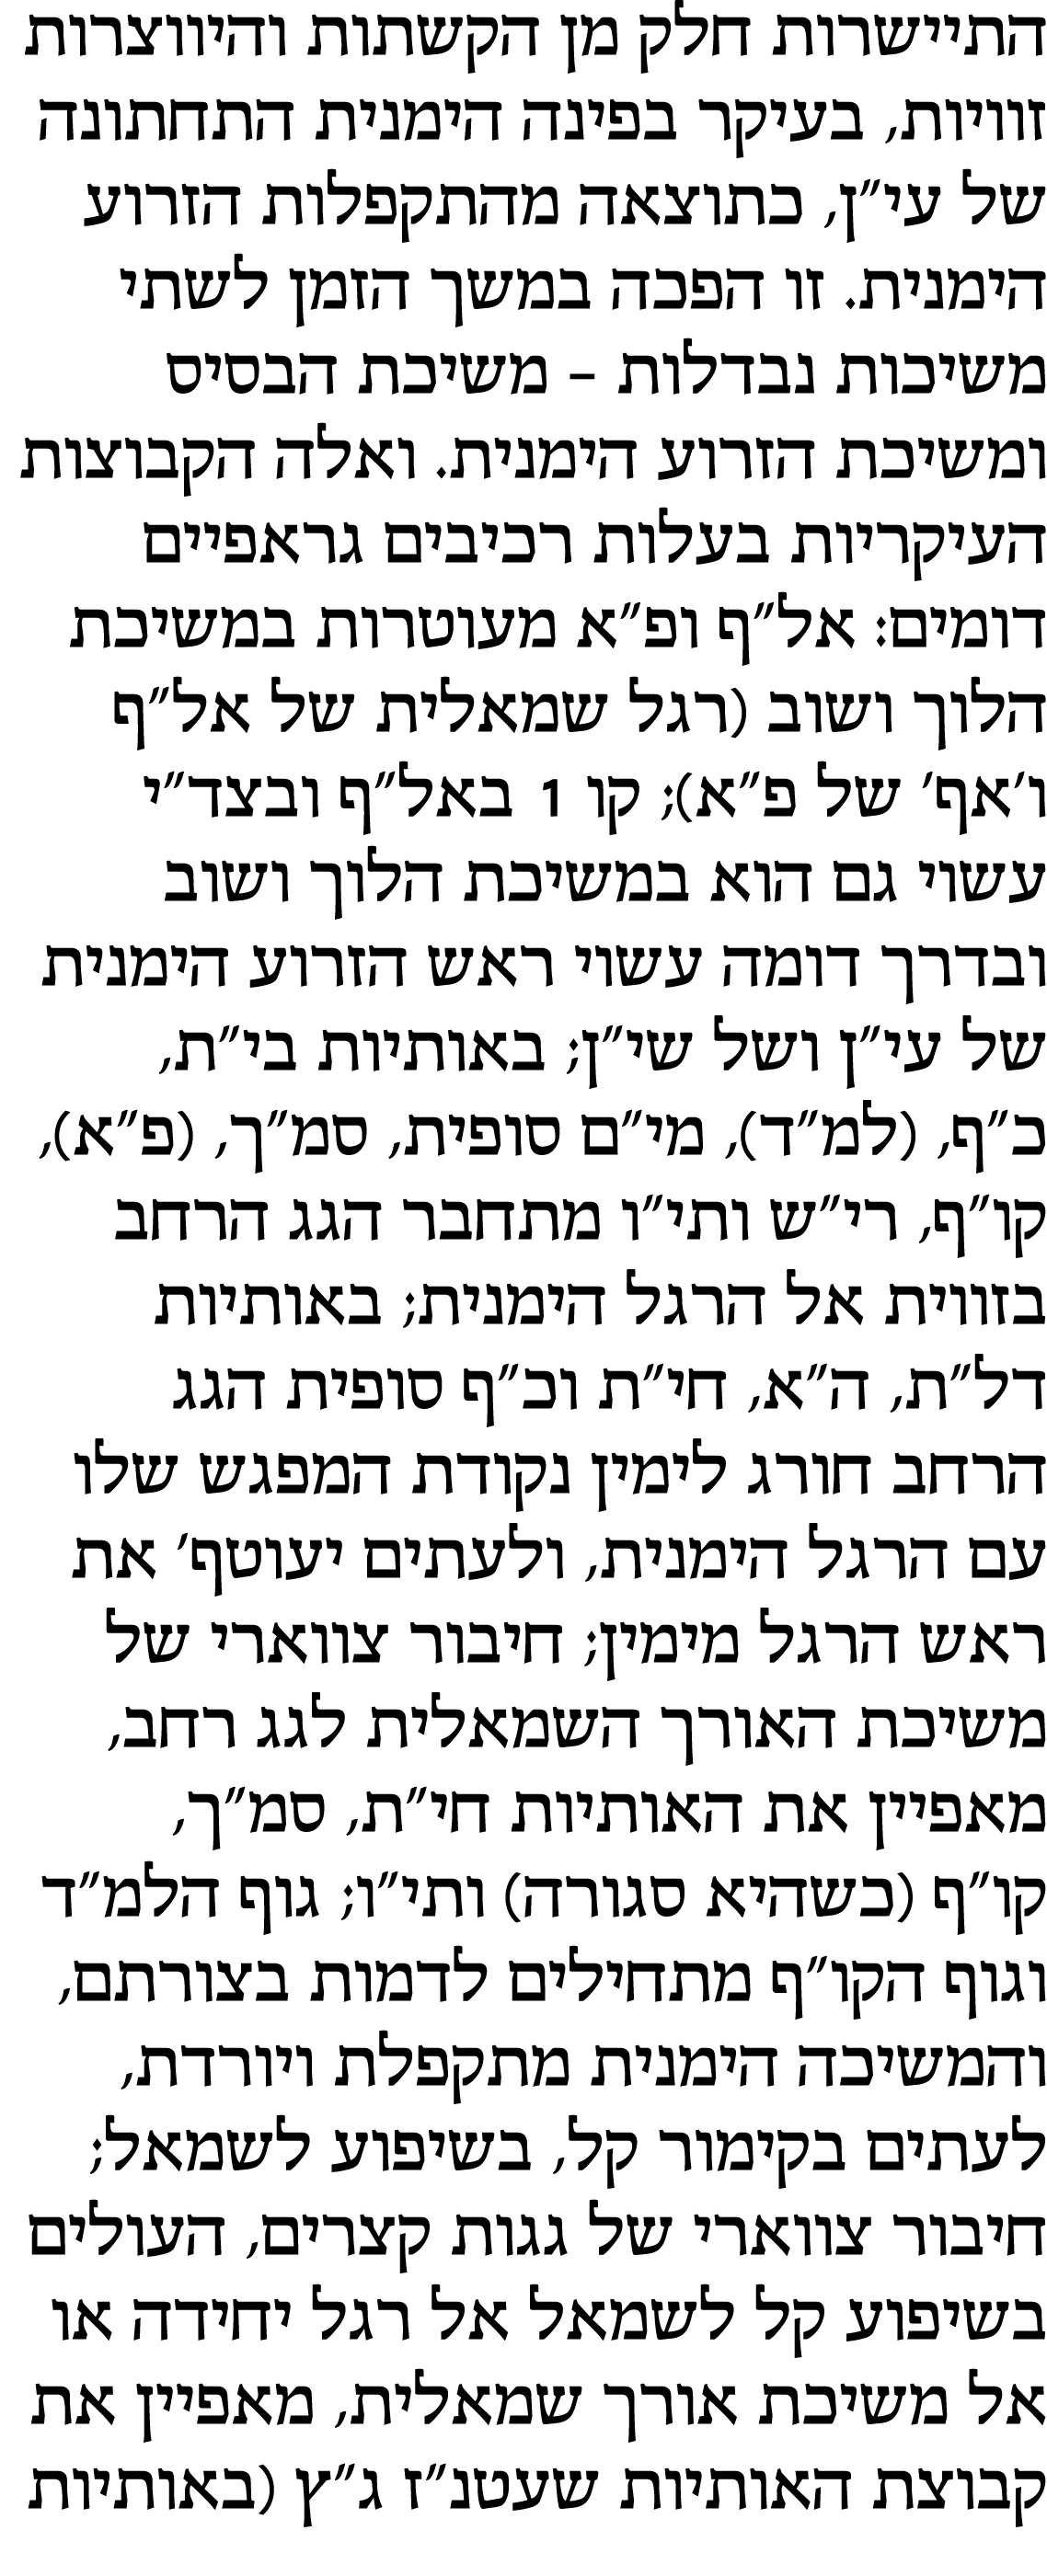 התיישרות חלק מן הקשתות והיווצרות
זוויות, בעיקר בפינה הימנית התחתונה
של עי״ן, כתוצאה מהתקפלות הזרוע
הימנית. זו הפכה במשך הזמן לשתי
משיכות נבדלות – משיכת הבסיס
ומשיכת הזרוע הימנית. ואלה הקבוצות
העיקריות בעלות רכיבים גראפיים
דומים: אל״ף ופ״א מעוטרות במשיכת
הלוך ושוב (רגל שמאלית של אל״ף
ו׳אף׳ של פ״א); קו 1 באל״ף ובצד״י
עשוי גם הוא במשיכת הלוך ושוב
ובדרך דומה עשוי ראש הזרוע הימנית
של עי״ן ושל שי״ן; באותיות בי״ת,
כ״ף, (למ״ד), מי״ם סופית, סמ״ך, (פ״א),
קו״ף, רי״ש ותי״ו מתחבר הגג הרחב
בזווית אל הרגל הימנית; באותיות
דל״ת, ה״א, חי״ת וכ״ף סופית הגג
הרחב חורג לימין נקודת המפגש שלו
עם הרגל הימנית, ולעתים יעוטף׳ את
ראש הרגל מימין; חיבור צווארי של
משיכת האורך השמאלית לגג רחב,
מאפיין את האותיות חי״ת, סמ״ך,
קו״ף (כשהיא סגורה) ותי״ו; גוף הלמ״ד
וגוף הקו״ף מתחילים לדמות בצורתם,
והמשיכה הימנית מתקפלת ויורדת,
לעתים בקימור קל, בשיפוע לשמאל;
חיבור צווארי של גגות קצרים, העולים
בשיפוע קל לשמאל אל רגל יחידה או
אל משיכת אורך שמאלית, מאפיין את
קבוצת האותיות שעטנ״ז ג״ץ (באותיות